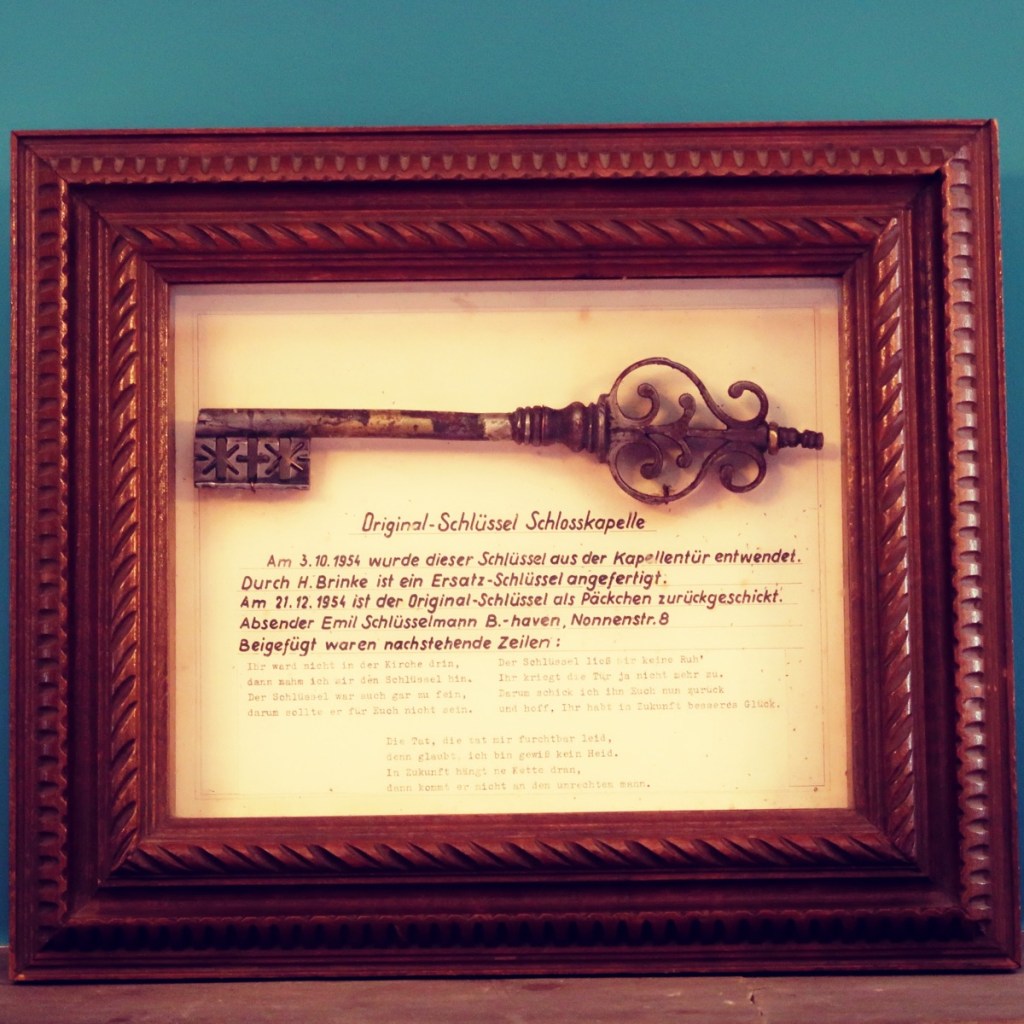 Original-Schlüssel Schlosskapelle
Am 3.10.1954 wurde dieser Schlüssel aus der Kapellentür entwendet.
Durch H. Brinke ist ein Ersatz-Schlüssel angefertigt.
Am 21.12.1954 ist der Original-Schlüssel als Päckchen zurückgeschickt.
Absender Emil Schlüsselmann B.-haven, Nonnenstr. 8
Beigefügt waren nachstehende Zeilen:
Ihr ward nicht in der Kirche drin,
dann nahm ich mir den Schlüssel hin.
Der Schlüssel war auch gar zu fein,
darum sollte er für Euch nicht sein.
Der Schlüssel ließ mir keine Ruh'
Ihr kriegt die Tür ja nicht mehr zu.
Darum schick ich ihn Euch nun zurück
und hoff, Ihr habt in Zukunft besseres Glück.
Die Tat, die tut mir furchtbar leid,
denn glaubt, ich bin gewiß kein Heid.
In Zukunft hängt ne Kette dran,
dann kommt er nicht an den unrechten mann.